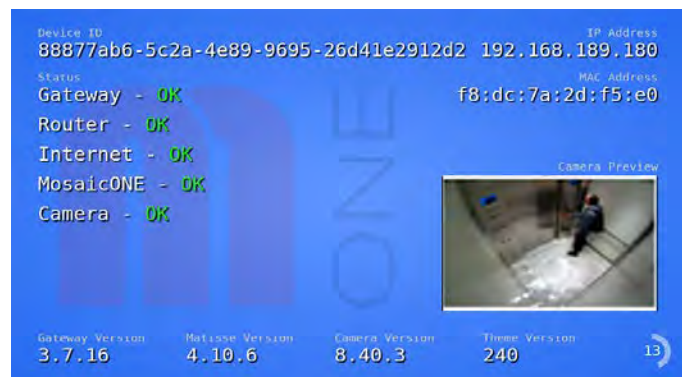 Device ID
IP Address
88877ab6-5c2a-4e89-9695-26d41e2912d2 192.168.189.180
Status
MAC Address
Gateway - OK
f8:dc:7a:2d:f5:e0
Router - OK
Internet - OK
MosaicONE - OK
Camera - OK
Camera Preview
ONE
Gateway Version
Matisse Version
Camera Version
Theme Version
3.7.16
4.10.6
8.40.3
240
13